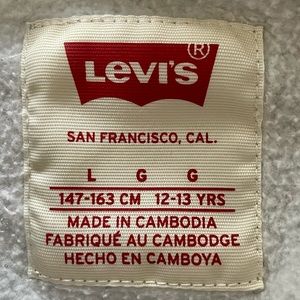 LEVI'S®
SAN FRANCISCO, CAL.
L G G
147-163 CM 12-13 YRS
MADE IN CAMBODIA
FABRIQUÉ AU CAMBODGE
HECHO EN CAMBOYA